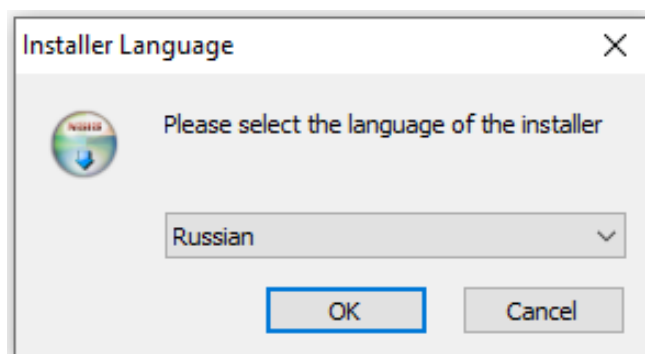 Installer Language
Please select the language of the installer
Russian
OK
Cancel